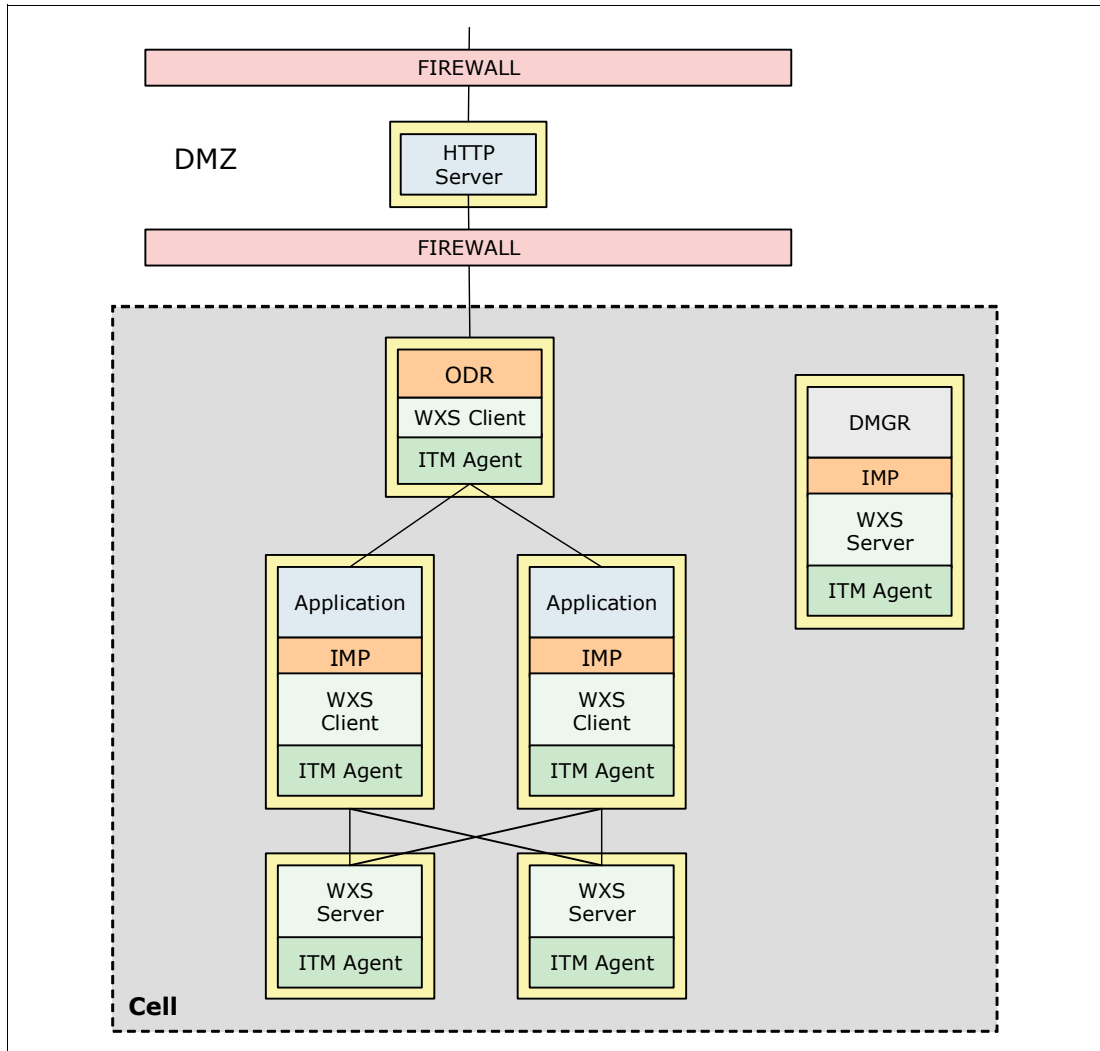 FIREWALL
DMZ
HTTP
Server
FIREWALL
ODR
WXS Client
ITM Agent
DMGR
IMP
WXS
Server
ITM Agent
Application
IMP
WXS
Client
ITM Agent
Application
IMP
WXS
Client
ITM Agent
WXS
Server
ITM Agent
WXS
Server
ITM Agent
Cell